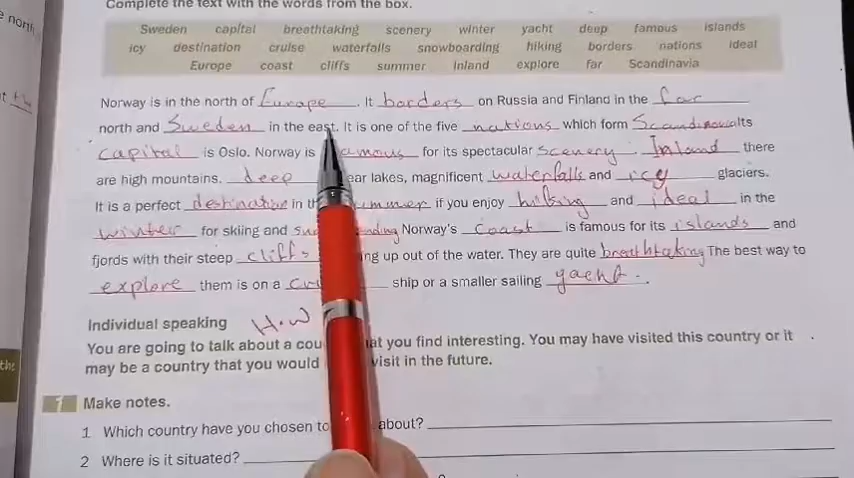 Complete the text with the words from the box.
e north
Sweden capital breathtaking scenery winter yacht deep famous islands
icy destination cruise waterfalls snowboarding hiking borders nations ideal
Europe coast cliffs summer inland explore far Scandinavia
Norway is in the north of Europe. It borders on Russia and Finland in the far
north and Sweden in the east. It is one of the five nations which form Its
capital is Oslo. Norway is famous for its spectacular scenery. Inland there
are high mountains, deep ear lakes, magnificent waterfalls and icy glaciers.
It is a perfect destination in th summer if you enjoy hiking and ideal in the
winter for skiing and Norway's coast is famous for its islands and
fjords with their steep cliffs ng up out of the water. They are quite breathtaking The best way to
explore them is on a ship or a smaller sailing yacht.
Individual speaking H.W
You are going to talk about a cou at you find interesting. You may have visited this country or it
may be a country that you would visit in the future.
the
1 Make notes.
1 Which country have you chosen to about?
2 Where is it situated?